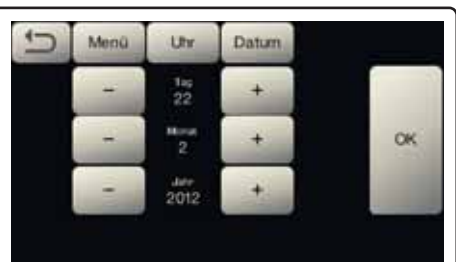 Menü Uhr Datum
Tag
- 22 +
Monat
- 2 + OK
Jahr
- 2012 +